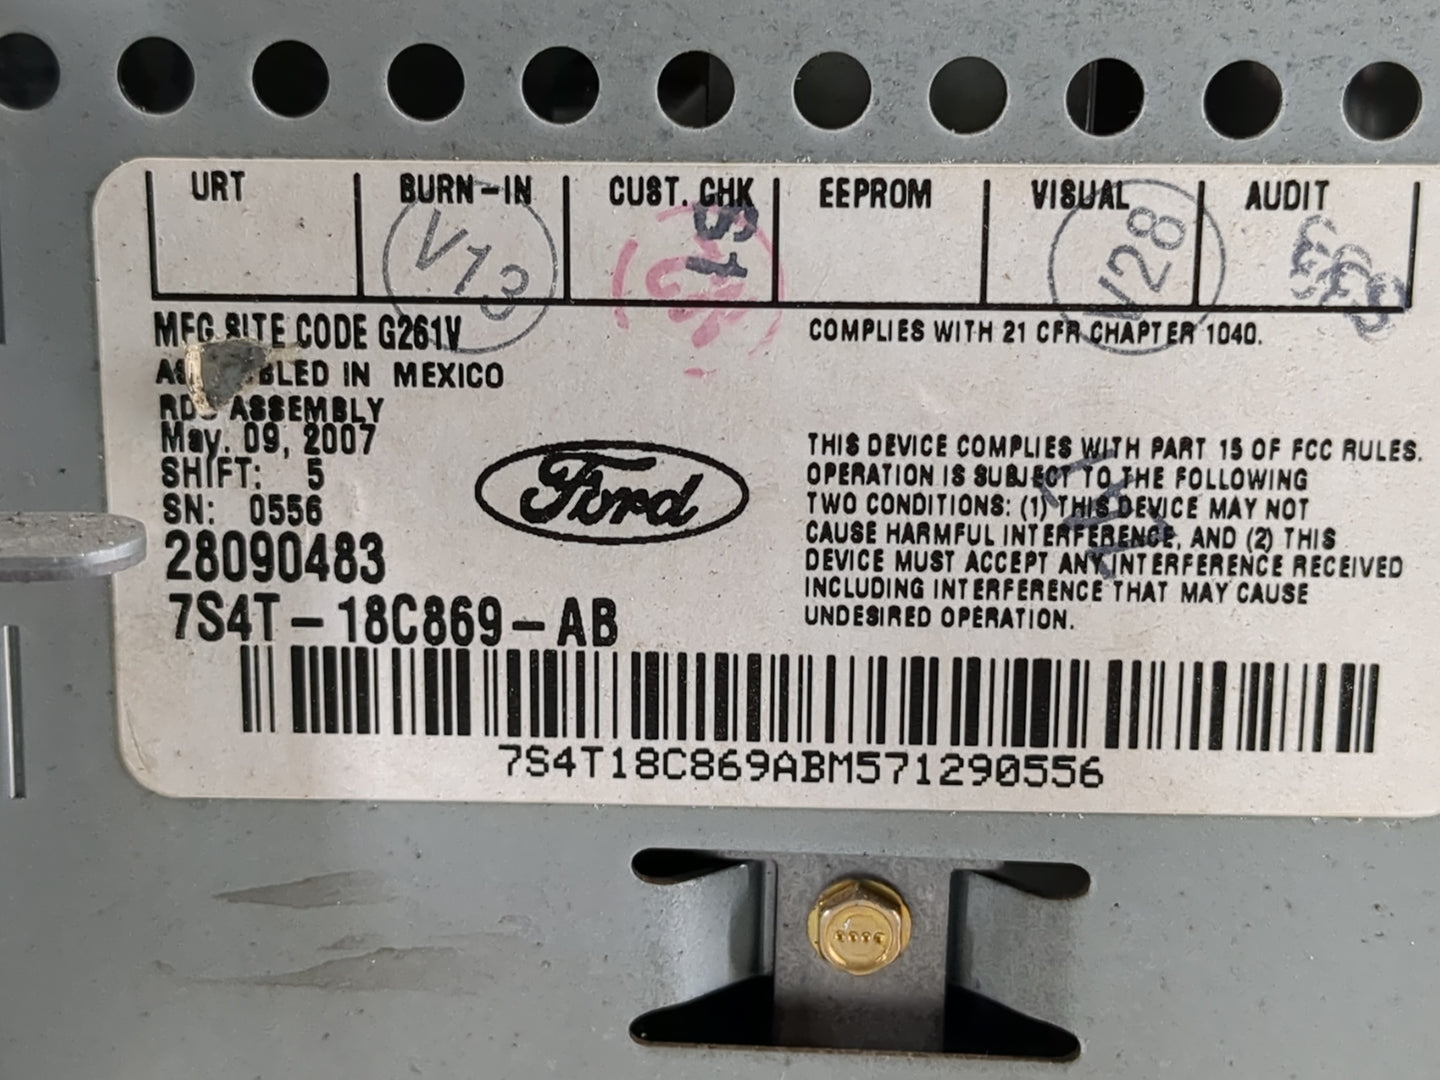 URT BURN-IN CUST. CHK EEPROM VISUAL AUDIT
V13 S1 V28
MFG SITE CODE G261V
COMPLIES WITH 21 CFR CHAPTER 1040.
IN MEXICO
ASSEMBLY
May. 09, 2007
SHIFT: 5
SN: 0556
28090483
7S4T-18C869-AB
Ford
THIS DEVICE COMPLIES WITH PART 15 OF FCC RULES.
OPERATION IS SUBJECT TO THE FOLLOWING
TWO CONDITIONS: (1) THIS DEVICE MAY NOT
CAUSE HARMFUL INTERFERENCE, AND (2) THIS
DEVICE MUST ACCEPT ANY INTERFERENCE RECEIVED
INCLUDING INTERFERENCE THAT MAY CAUSE
UNDESIRED OPERATION.
7S4T18C869ABM571290556